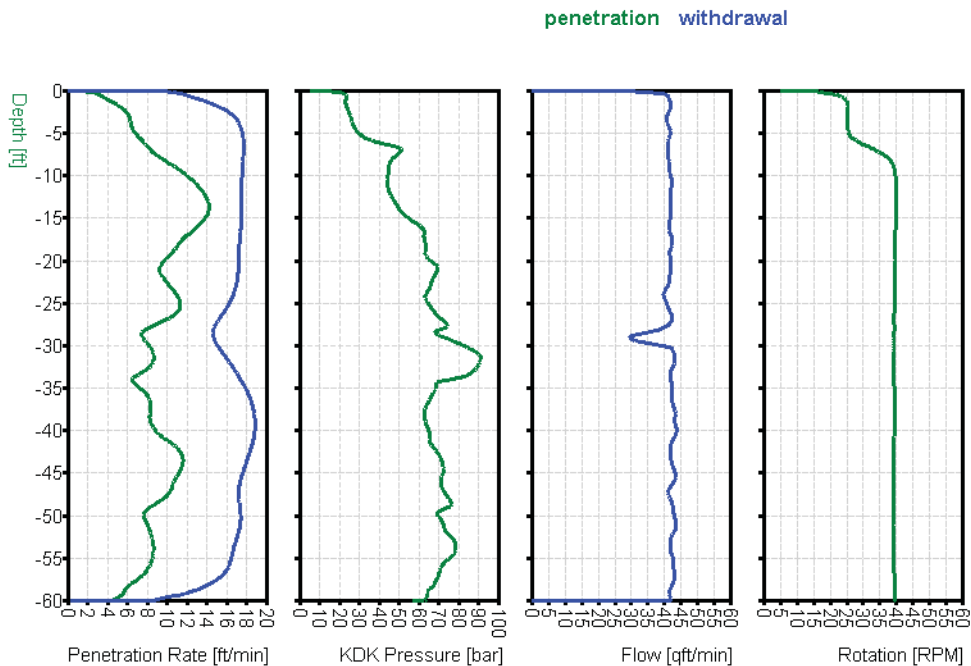 penetration withdrawal
Depth [ft]
0
-5
-10
-15
-20
-25
-30
-35
-40
-45
-50
-55
-60
0 2 4 6 8 10 12 14 16 18 20
0 10 20 30 40 50 60 70 80 90 100
0 5 10 15 20 25 30 35 40 45 50 55 60
0 5 10 15 20 25 30 35 40 45 50 55 60
Penetration Rate [ft/min] KDK Pressure [bar] Flow [qft/min] Rotation [RPM]